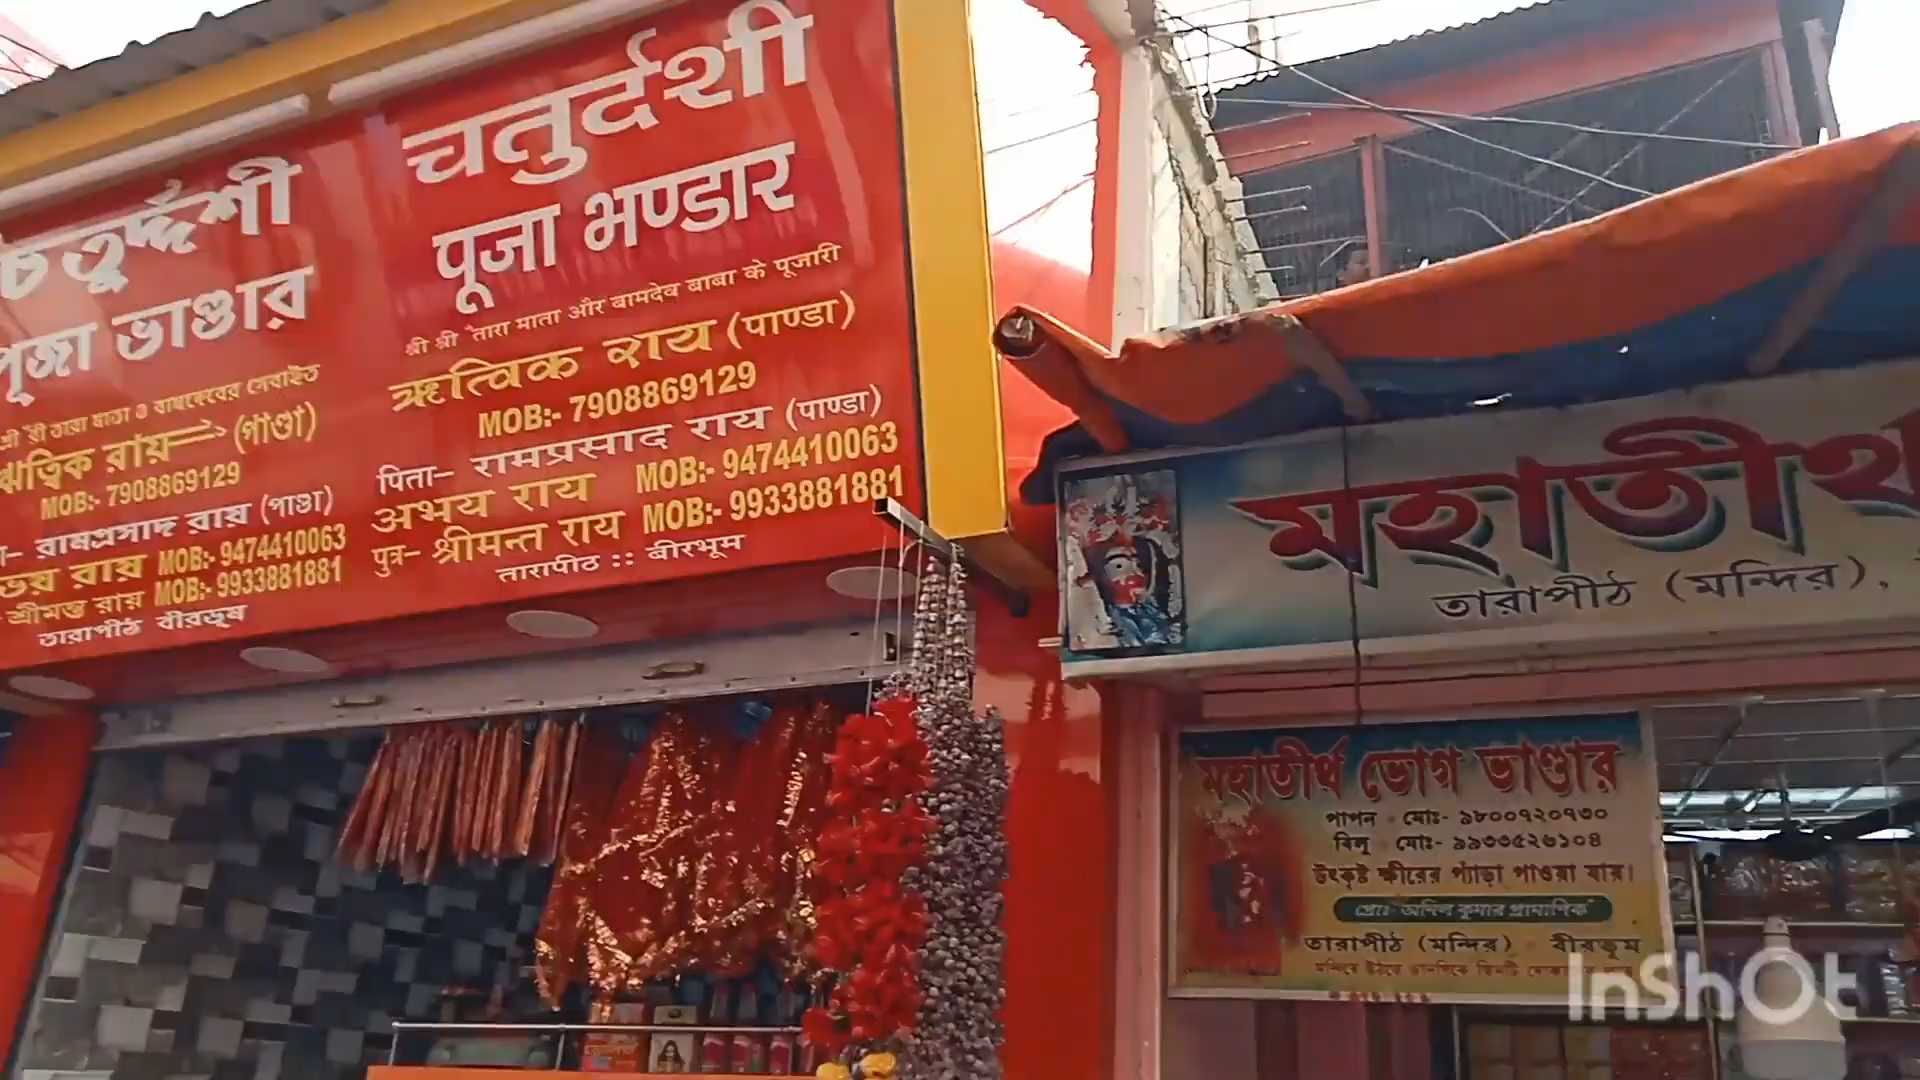 চতুর্দ্দশী
পূজা ভাণ্ডার
শ্রী শ্রী তারা মাতা ও বামদেবের সেবাইত
ঋত্বিক রায় (পাণ্ডা)
MOB:- 7908869129
রামপ্রসাদ রায় (পাণ্ডা)
রায় MOB:- 9474410063
শ্রীমন্ত রায় MOB:- 9933881881
তারাপীঠ বীরভূম
चतुर्दशी
पूजा भण्डार
श्री श्री तारा माता और बामदेव बाबा के पूजारी
ऋत्विक राय (पाण्डा)
MOB:- 7908869129
पिता- रामप्रसाद राय (पाण्डा)
अभय राय MOB:- 9474410063
पुत्र- श्रीमन्त राय MOB:- 9933881881
तारापीठ :: बीरभूम
মহাতীর্থ
তারাপীঠ (মন্দির),
মহাতীর্থ ভোগ ভাণ্ডার
পাপন মোঃ- ৯৮০০৭২০৭৩০
বিলু মোঃ- ৯৯৩৩৫২৬১০৪
উৎকৃষ্ট ক্ষীরের প্যাঁড়া পাওয়া যায়।
প্রোঃ- অনিল কুমার প্রামাণিক
তারাপীঠ (মন্দির) বীরভূম
InShOt